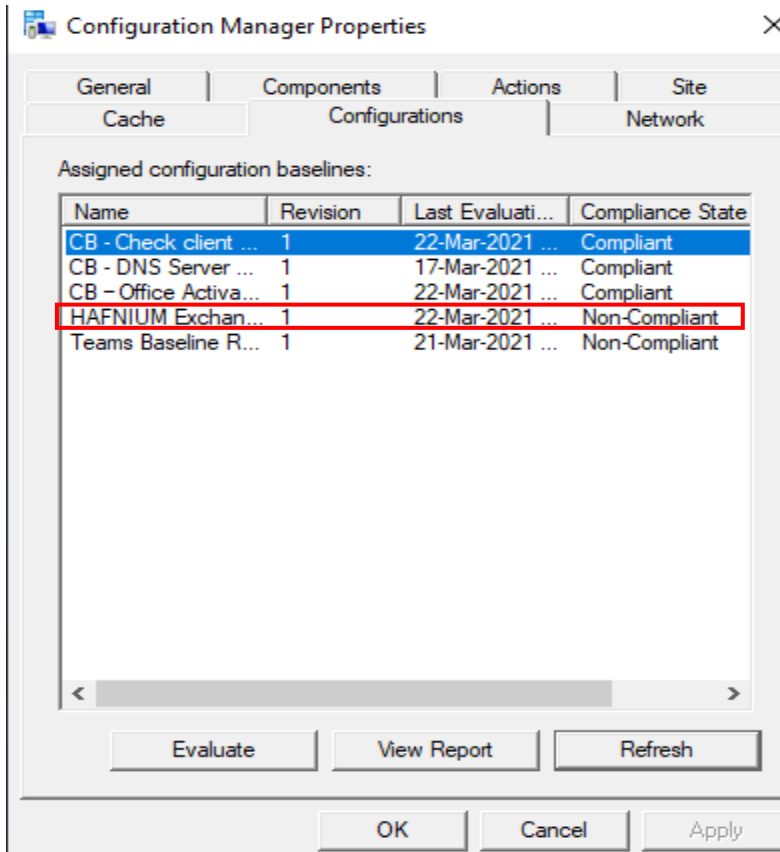 Configuration Manager Properties
General Components Actions Site
Cache Configurations Network
Assigned configuration baselines:
Name Revision Last Evaluati... Compliance State
CB - Check client ... 1 22-Mar-2021 ... Compliant
CB - DNS Server ... 1 17-Mar-2021 ... Compliant
CB – Office Activa... 1 22-Mar-2021 ... Compliant
HAFNIUM Exchan... 1 22-Mar-2021 ... Non-Compliant
Teams Baseline R... 1 21-Mar-2021 ... Non-Compliant
Evaluate View Report Refresh
OK Cancel Apply